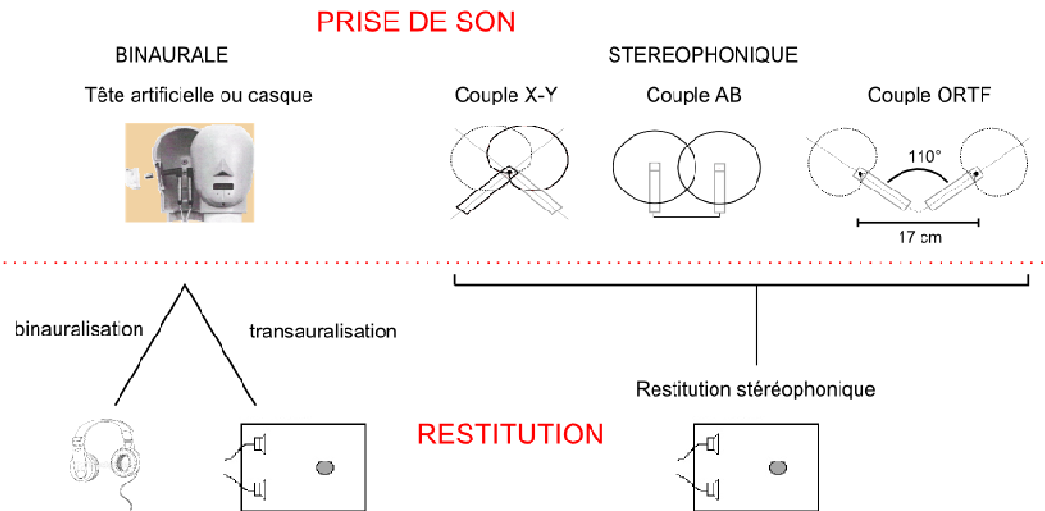 PRISE DE SON
BINAURALE
STEREOPHONIQUE
Tête artificielle ou casque
Couple X-Y
Couple AB
Couple ORTF
110°
17 cm
binauralisation
transauralisation
Restitution stéréophonique
RESTITUTION